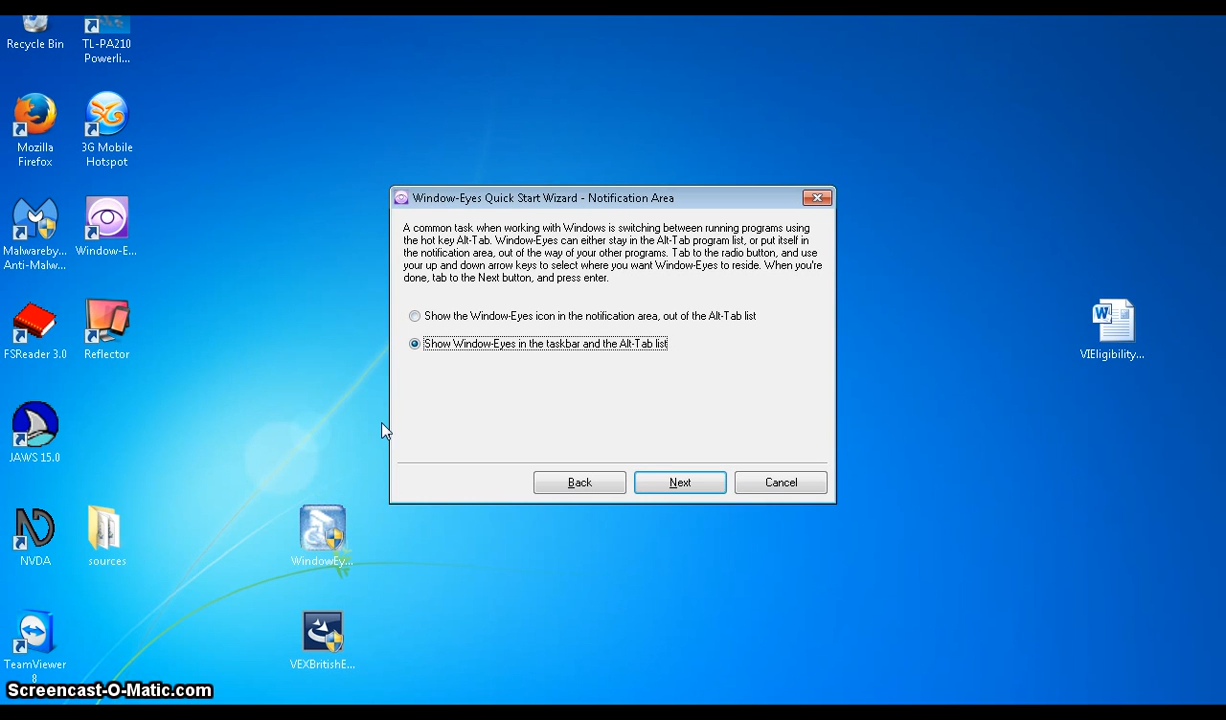 Recycle Bin
TL-PA210
Powerli...
Mozilla
Firefox
3G Mobile
Hotspot
Malwareby...
Anti-Malw...
Window-E...
FSReader 3.0
Reflector
JAWS 15.0
NVDA
sources
WindowEy...
TeamViewer
8
VEXBritishE...
VIEligibility...
W
Window-Eyes Quick Start Wizard - Notification Area
A common task when working with Windows is switching between running programs using
the hot key Alt-Tab. Window-Eyes can either stay in the Alt-Tab program list, or put itself in
the notification area, out of the way of your other programs. Tab to the radio button, and use
your up and down arrow keys to select where you want Window-Eyes to reside. When you're
done, tab to the Next button, and press enter.
Show the Window-Eyes icon in the notification area, out of the Alt-Tab list
Show Window-Eyes in the taskbar and the Alt-Tab list
Back
Next
Cancel
Screencast-O-Matic.com